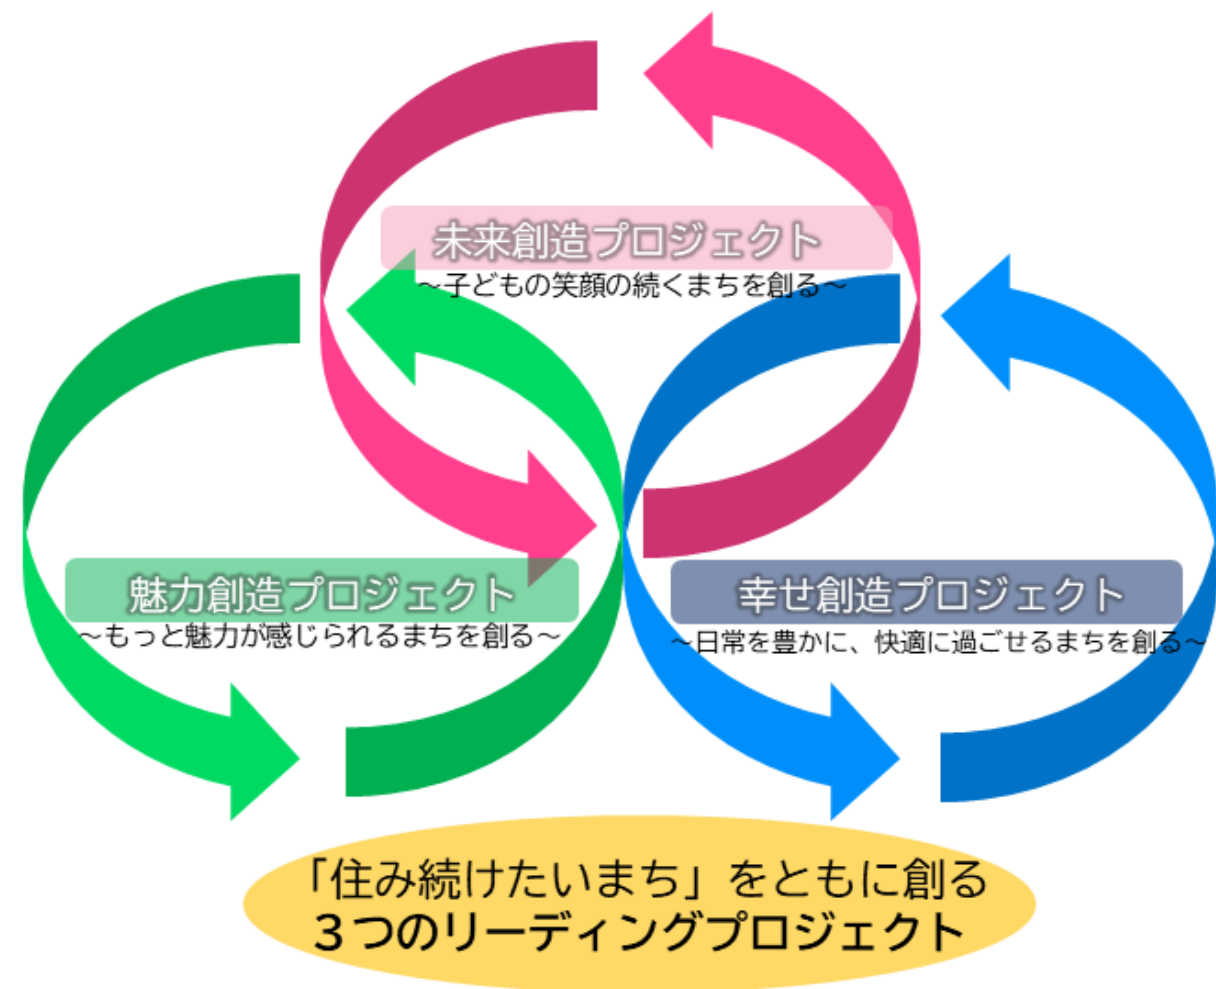 未来創造プロジェクト
～子どもの笑顔の続くまちを創る～
魅力創造プロジェクト
～もっと魅力が感じられるまちを創る～
幸せ創造プロジェクト
～日常を豊かに、快適に過ごせるまちを創る～
「住み続けたいまち」をともに創る
３つのリーディングプロジェクト